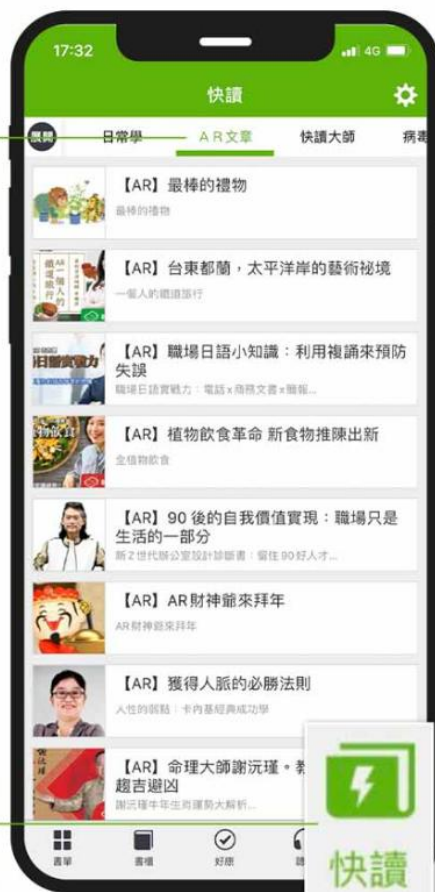 17:32
4G
快讀
展開
日常學
AR文章
快讀大師
病毒
【AR】最棒的禮物
最棒的禮物
【AR】台東都蘭,太平洋岸的藝術祕境
一個人的鐵道旅行
【AR】職場日語小知識:利用複誦來預防
失誤
職場日語實戰力:電話x商務文書x簡報...
【AR】植物飲食革命 新食物推陳出新
全植物飲食
【AR】90 後的自我價值實現:職場只是
生活的一部分
新Z世代辦公室設計診斷書:留住90好人才...
【AR】AR財神爺來拜年
AR財神爺來拜年
【AR】獲得人脈的必勝法則
人性的弱點:卡內基經典成功學
【AR】命理大師謝沅瑾。教
趨吉避凶
謝沅瑾牛年生肖運勢大解析...
書單
書櫃
好康
快讀